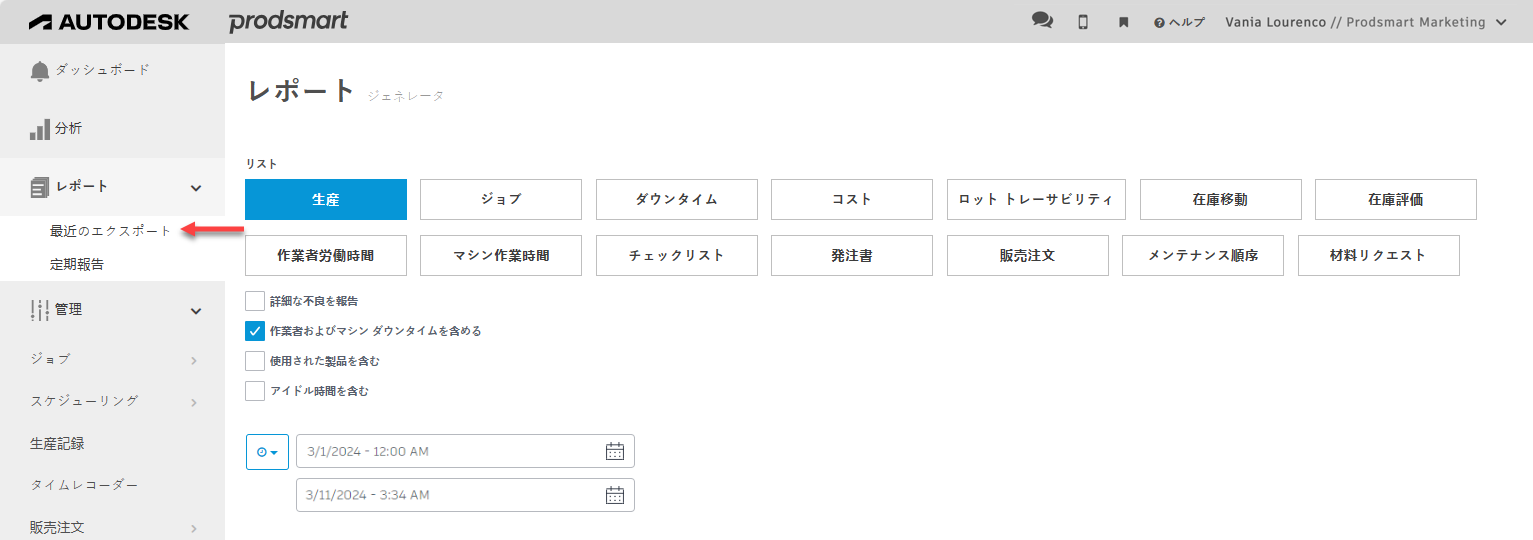 AUTODESK prodsmart ヘルプ Vania Lourenco // Prodsmart Marketing
ダッシュボード
分析
レポート
最近のエクスポート
定期報告
管理
ジョブ
スケジューリング
生産記録
タイムレコーダー
販売注文
レポート ジェネレータ
リスト
生産 ジョブ ダウンタイム コスト ロット トレーサビリティ 在庫移動 在庫評価
作業者労働時間 マシン作業時間 チェックリスト 発注書 販売注文 メンテナンス順序 材料リクエスト
詳細な不良を報告
作業者およびマシン ダウンタイムを含める
使用された製品を含む
アイドル時間を含む
3/1/2024 - 12:00 AM
3/11/2024 - 3:34 AM